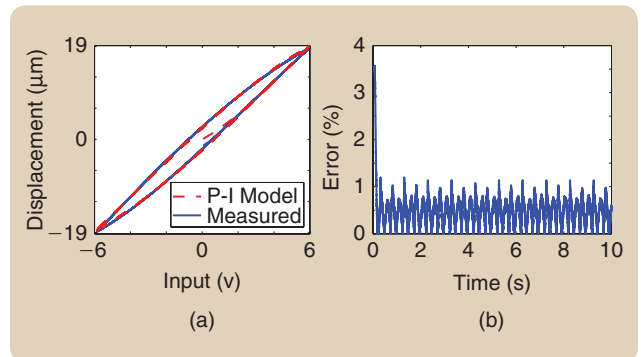 Displacement (μm)
19
0
−19
P-I Model
Measured
−6
0
6
Input (v)
(a)
Error (%)
4
3
2
1
0
0
2
4
6
8
10
Time (s)
(b)